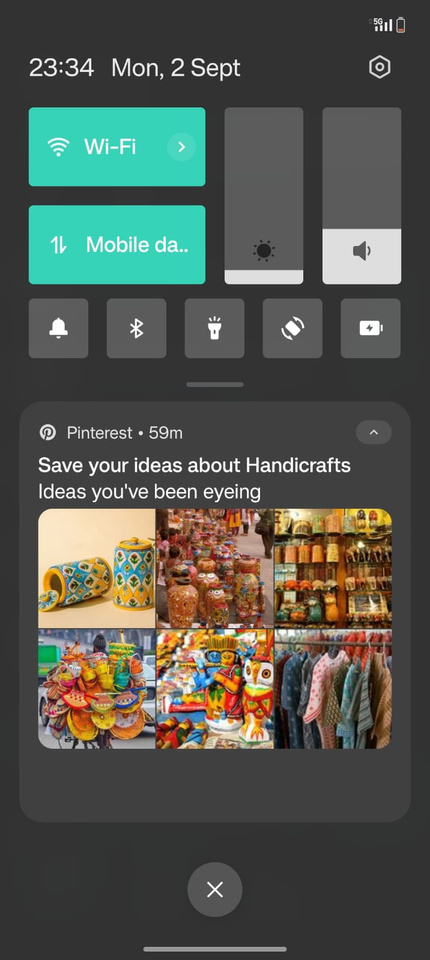 5G
23:34 Mon, 2 Sept
Wi-Fi
Mobile da..
Pinterest • 59m
Save your ideas about Handicrafts
Ideas you've been eyeing